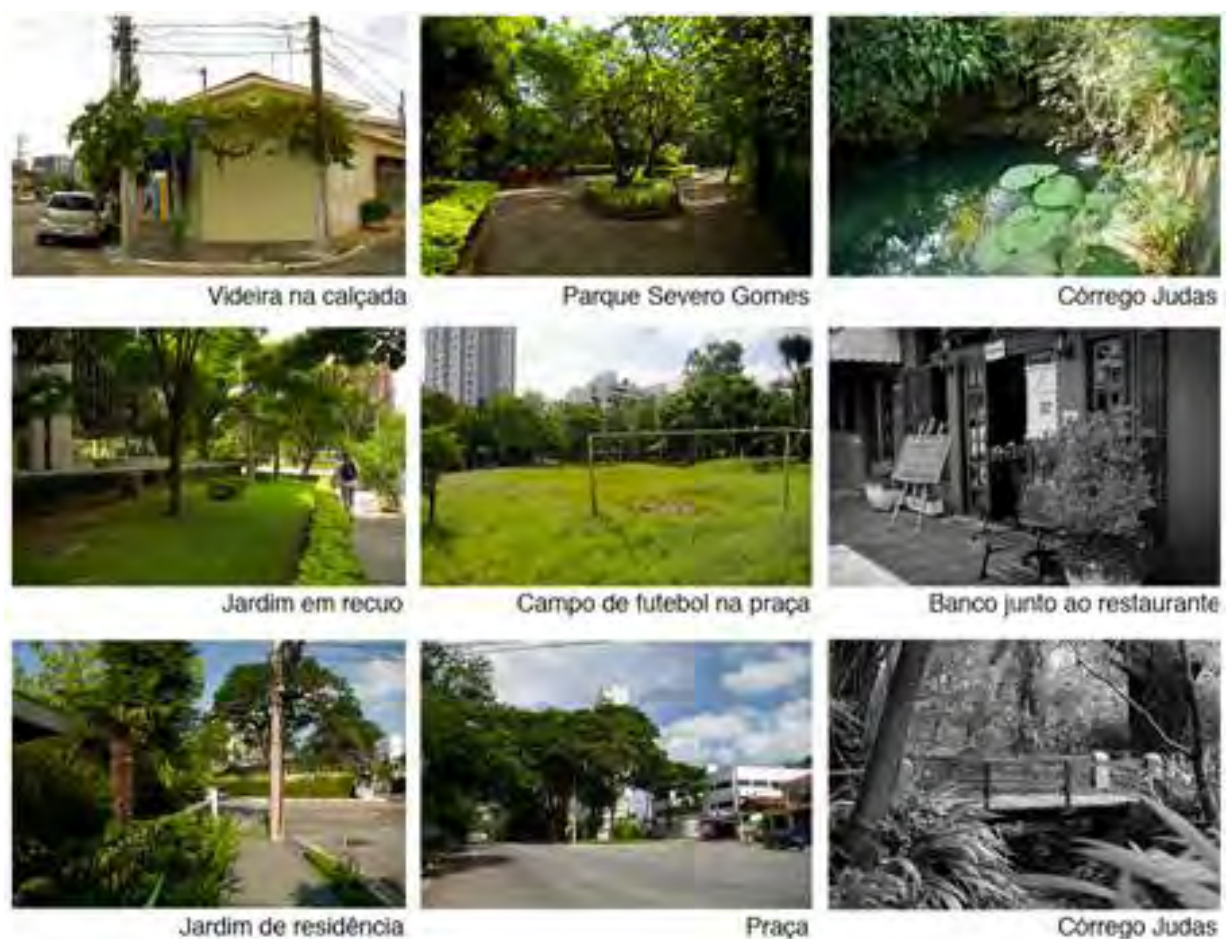 Videira na calçada
Parque Severo Gomes
Córrego Judas
Jardim em recuo
Campo de futebol na praça
Banco junto ao restaurante
Jardim de residência
Praça
Córrego Judas